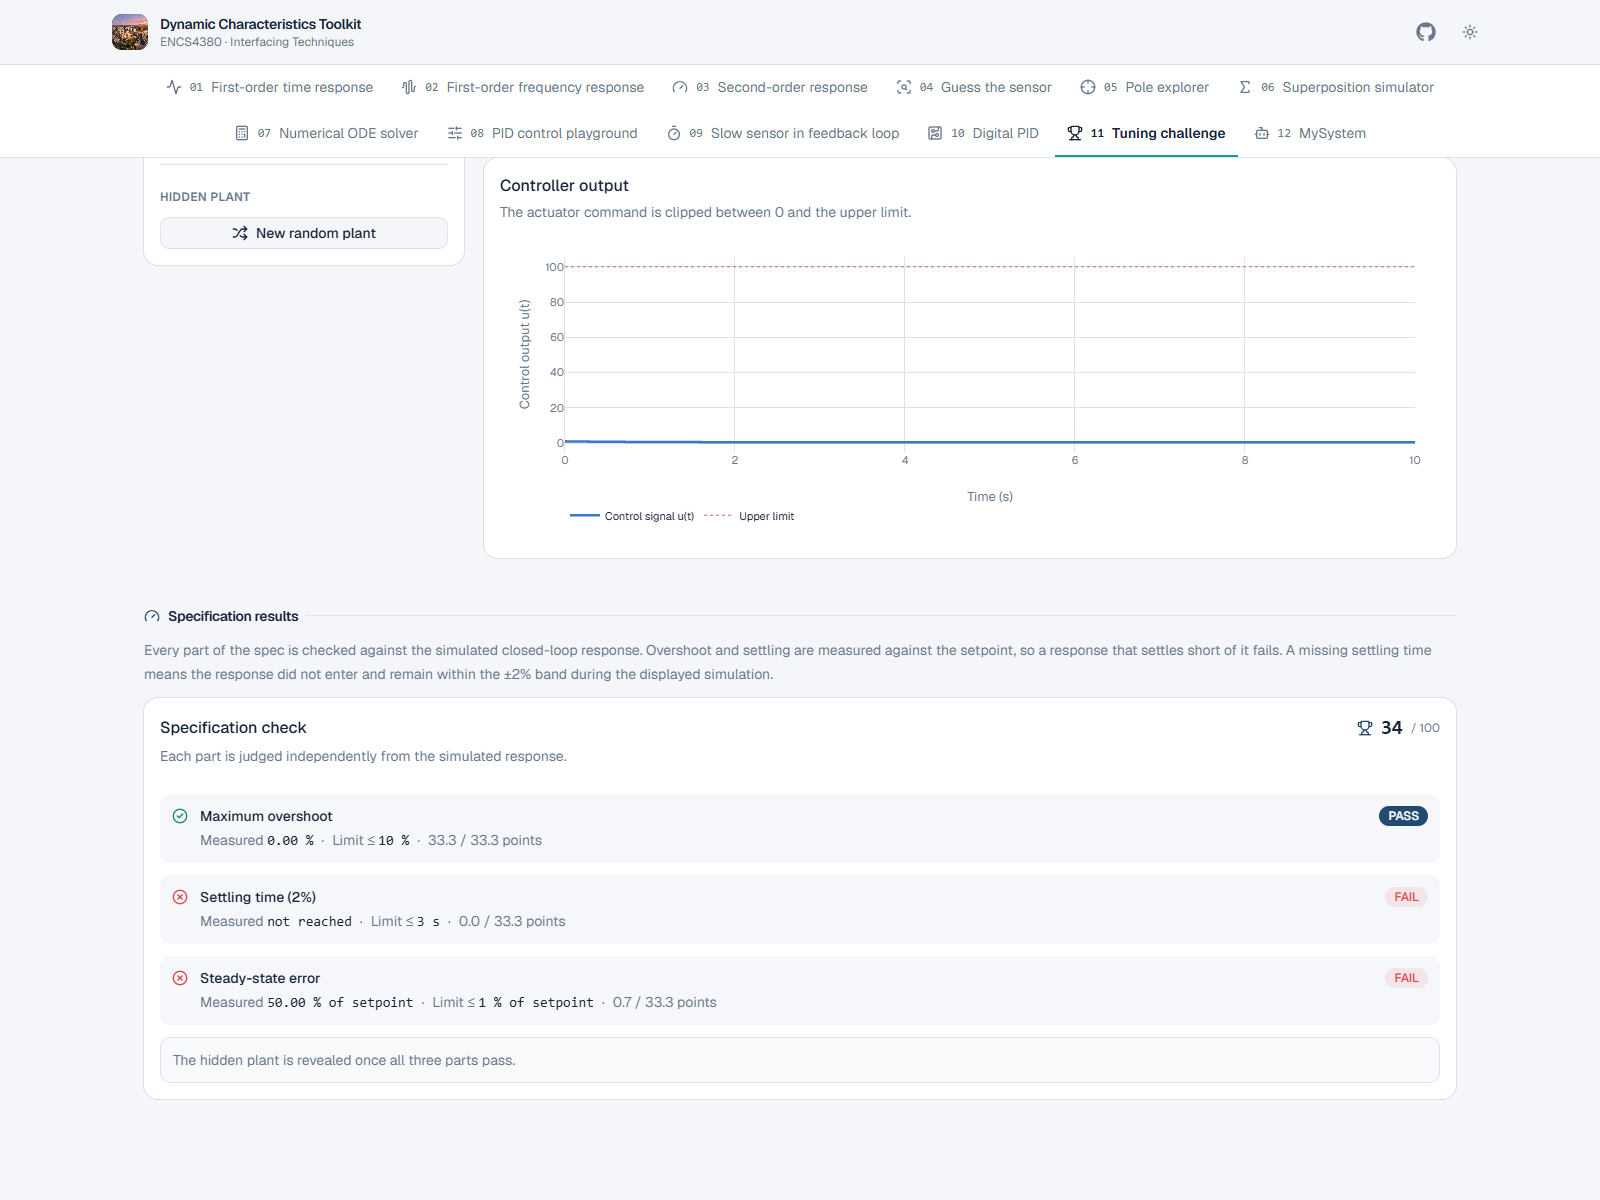 Dynamic Characteristics Toolkit
ENCS4380 · Interfacing Techniques
01 First-order time response
02 First-order frequency response
03 Second-order response
04 Guess the sensor
05 Pole explorer
06 Superposition simulator
07 Numerical ODE solver
08 PID control playground
09 Slow sensor in feedback loop
10 Digital PID
11 Tuning challenge
12 MySystem
HIDDEN PLANT
New random plant
Controller output
The actuator command is clipped between 0 and the upper limit.
Control output u(t)
100
80
60
40
20
0
0 2 4 6 8 10
Time (s)
Control signal u(t) Upper limit
Specification results
Every part of the spec is checked against the simulated closed-loop response. Overshoot and settling are measured against the setpoint, so a response that settles short of it fails. A missing settling time
means the response did not enter and remain within the ±2% band during the displayed simulation.
Specification check
34 / 100
Each part is judged independently from the simulated response.
Maximum overshoot
PASS
Measured 0.00 % · Limit ≤ 10 % · 33.3 / 33.3 points
Settling time (2%)
FAIL
Measured not reached · Limit ≤ 3 s · 0.0 / 33.3 points
Steady-state error
FAIL
Measured 50.00 % of setpoint · Limit ≤ 1 % of setpoint · 0.7 / 33.3 points
The hidden plant is revealed once all three parts pass.